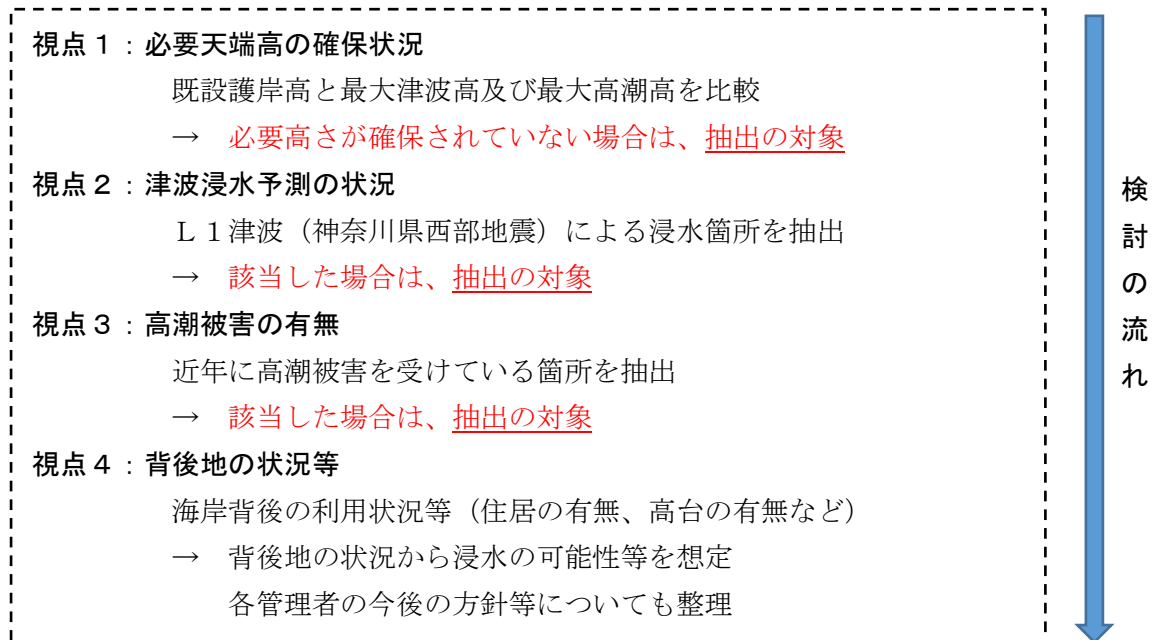 視点１：必要天端高の確保状況
既設護岸高と最大津波高及び最大高潮高を比較
→　必要高さが確保されていない場合は、抽出の対象
視点２：津波浸水予測の状況
Ｌ１津波（神奈川県西部地震）による浸水箇所を抽出
→　該当した場合は、抽出の対象
視点３：高潮被害の有無
近年に高潮被害を受けている箇所を抽出
→　該当した場合は、抽出の対象
視点４：背後地の状況等
海岸背後の利用状況等（住居の有無、高台の有無など）
→　背後地の状況から浸水の可能性等を想定
各管理者の今後の方針等についても整理
検討の流れ